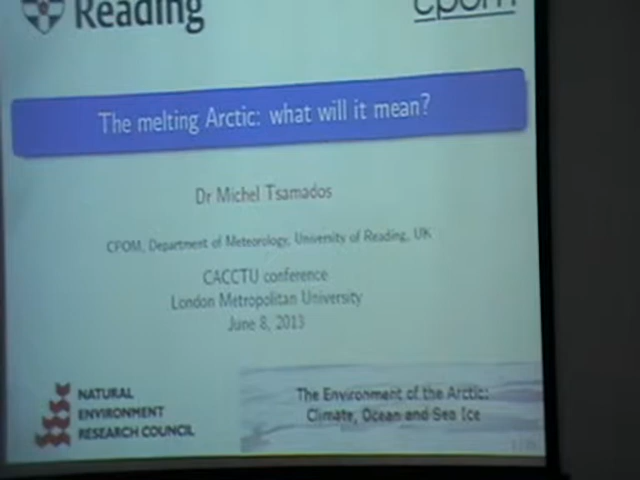 Reading
cpom
The melting Arctic: what will it mean?
Dr Michel Tsamados
CPOM, Department of Meteorology, University of Reading, UK
CACCTU conference
London Metropolitan University
June 8, 2013
NATURAL
ENVIRONMENT
RESEARCH COUNCIL
The Environment of the Arctic:
Climate, Ocean and Sea Ice